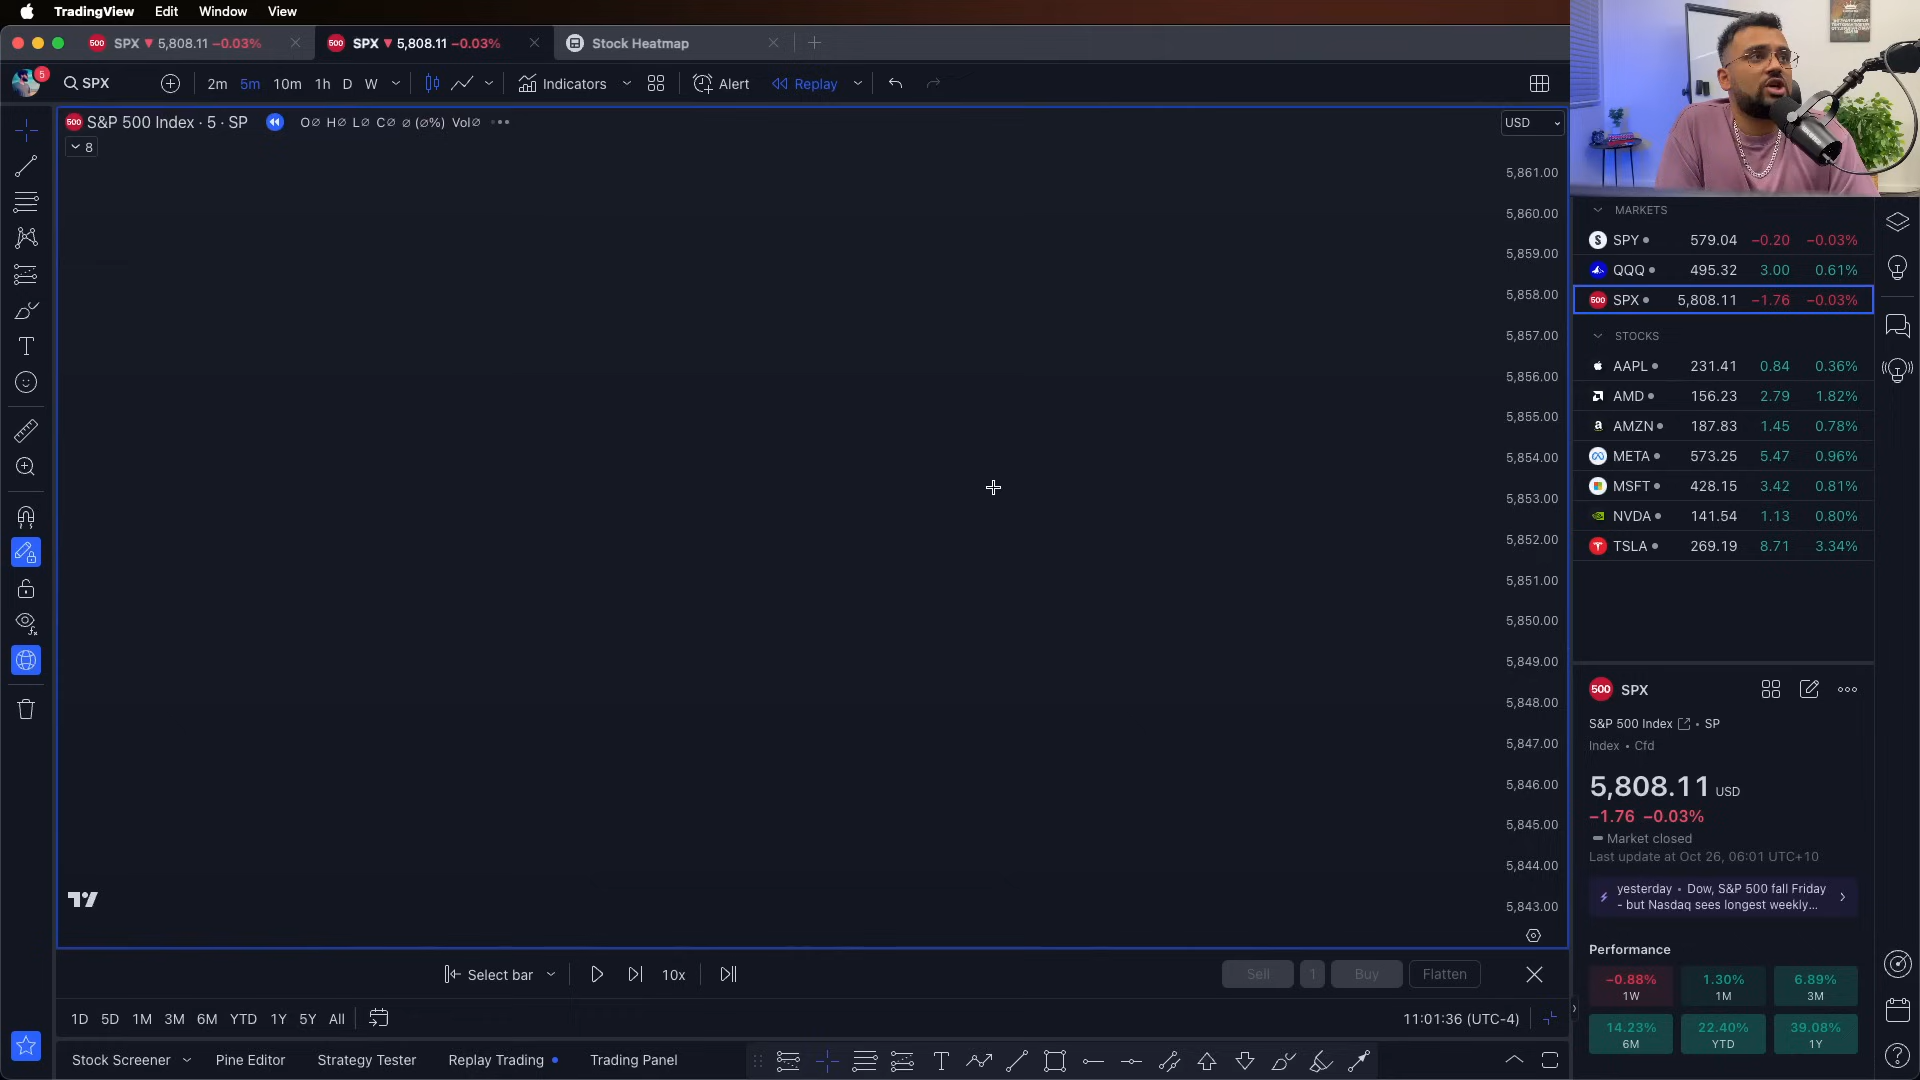 TradingView Edit Window View
500 SPX ▼ 5,808.11 −0.03%
500 SPX ▼ 5,808.11 −0.03%
Stock Heatmap
5
SPX
2m 5m 10m 1h D W
Indicators
Alert
Replay
500 S&P 500 Index · 5 · SP
O∅ H∅ L∅ C∅ ∅ (∅%) Vol∅
USD
8
5,861.00
5,860.00
5,859.00
5,858.00
5,857.00
5,856.00
5,855.00
5,854.00
5,853.00
5,852.00
5,851.00
5,850.00
5,849.00
5,848.00
5,847.00
5,846.00
5,845.00
5,844.00
5,843.00
MARKETS
SPY 579.04 −0.20 −0.03%
QQQ 495.32 3.00 0.61%
500 SPX 5,808.11 −1.76 −0.03%
STOCKS
AAPL 231.41 0.84 0.36%
AMD 156.23 2.79 1.82%
AMZN 187.83 1.45 0.78%
META 573.25 5.47 0.96%
MSFT 428.15 3.42 0.81%
NVDA 141.54 1.13 0.80%
TSLA 269.19 8.71 3.34%
500 SPX
S&P 500 Index • SP
Index • Cfd
5,808.11 USD
−1.76 −0.03%
Market closed
Last update at Oct 26, 06:01 UTC+10
yesterday • Dow, S&P 500 fall Friday
- but Nasdaq sees longest weekly...
Performance
−0.88% 1.30% 6.89%
1W 1M 3M
14.23% 22.40% 39.08%
6M YTD 1Y
Select bar
10x
Sell 1 Buy Flatten
1D 5D 1M 3M 6M YTD 1Y 5Y All
11:01:36 (UTC-4)
Stock Screener Pine Editor Strategy Tester Replay Trading Trading Panel